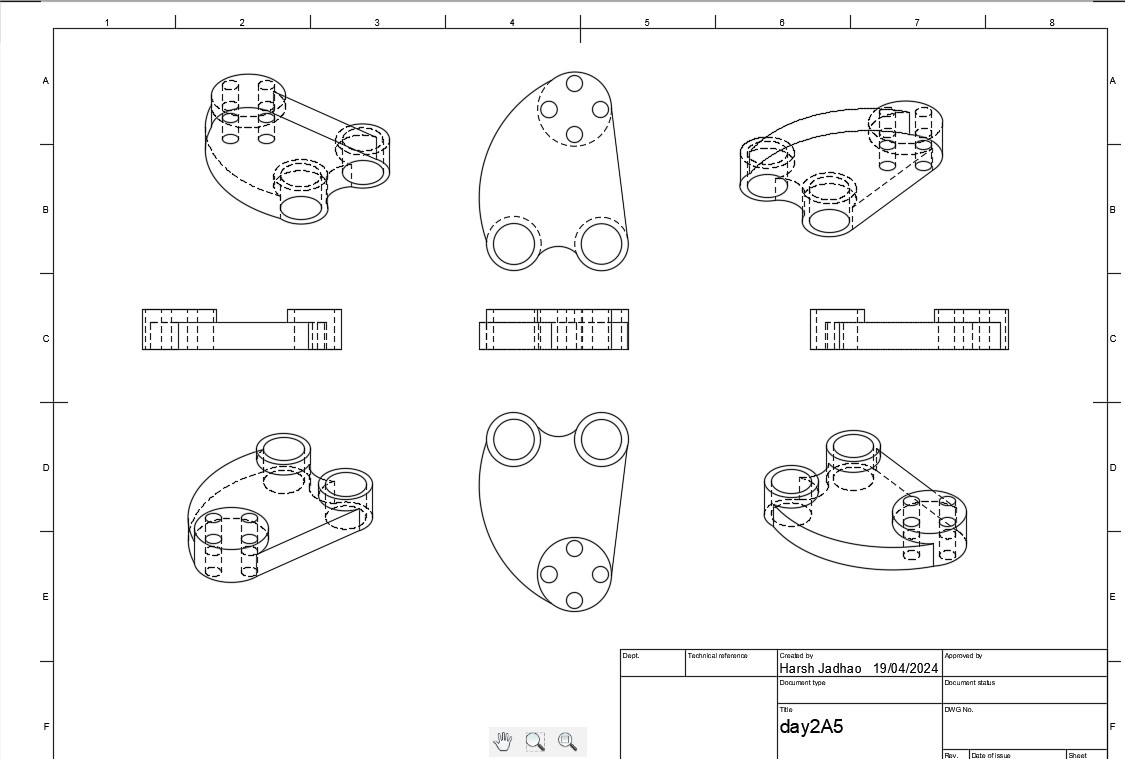 1 2 3 4 5 6 7 8
A A
B B
C C
D D
E E
F F
Dept. Technical reference Created by Approved by
Harsh Jadhao 19/04/2024
Document type Document status
Title DWG No.
day2A5
Rev. Date of issue Sheet